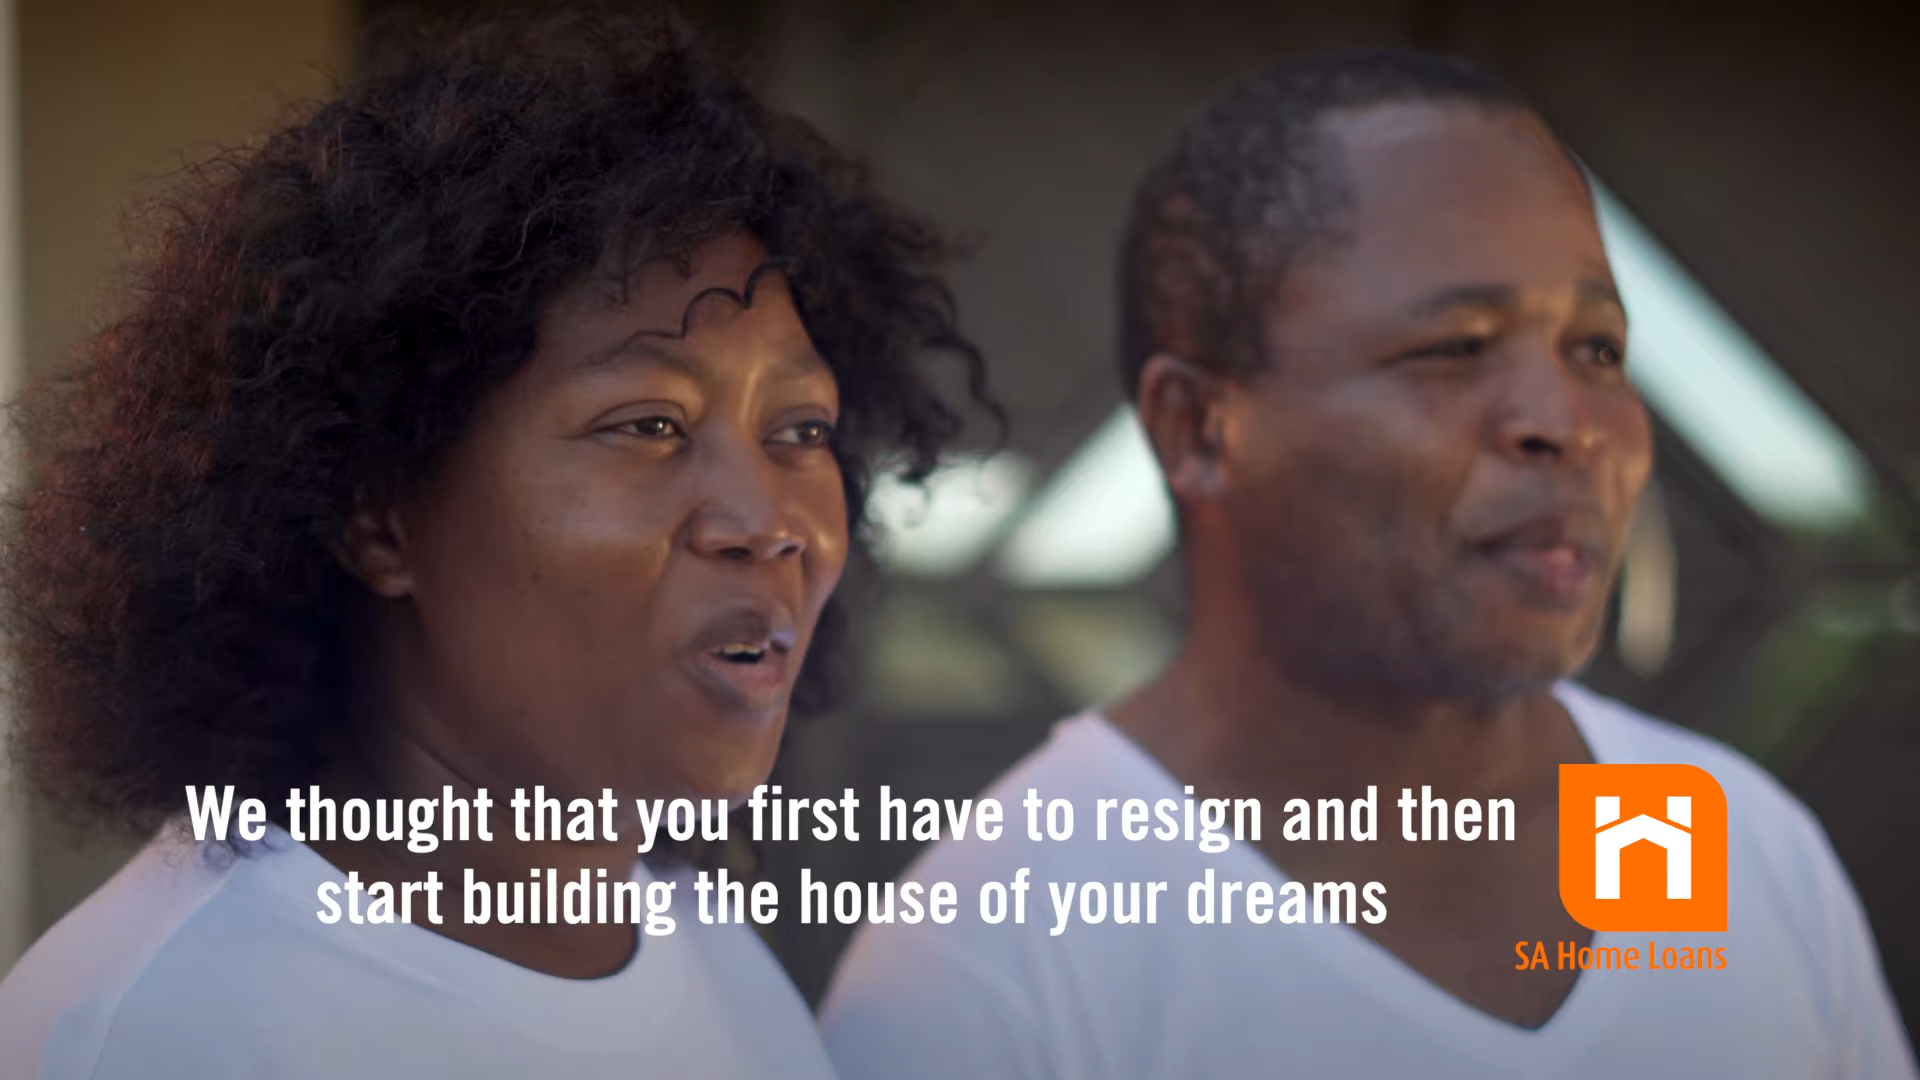 We thought that you first have to resign and then
start building the house of your dreams
SA Home Loans